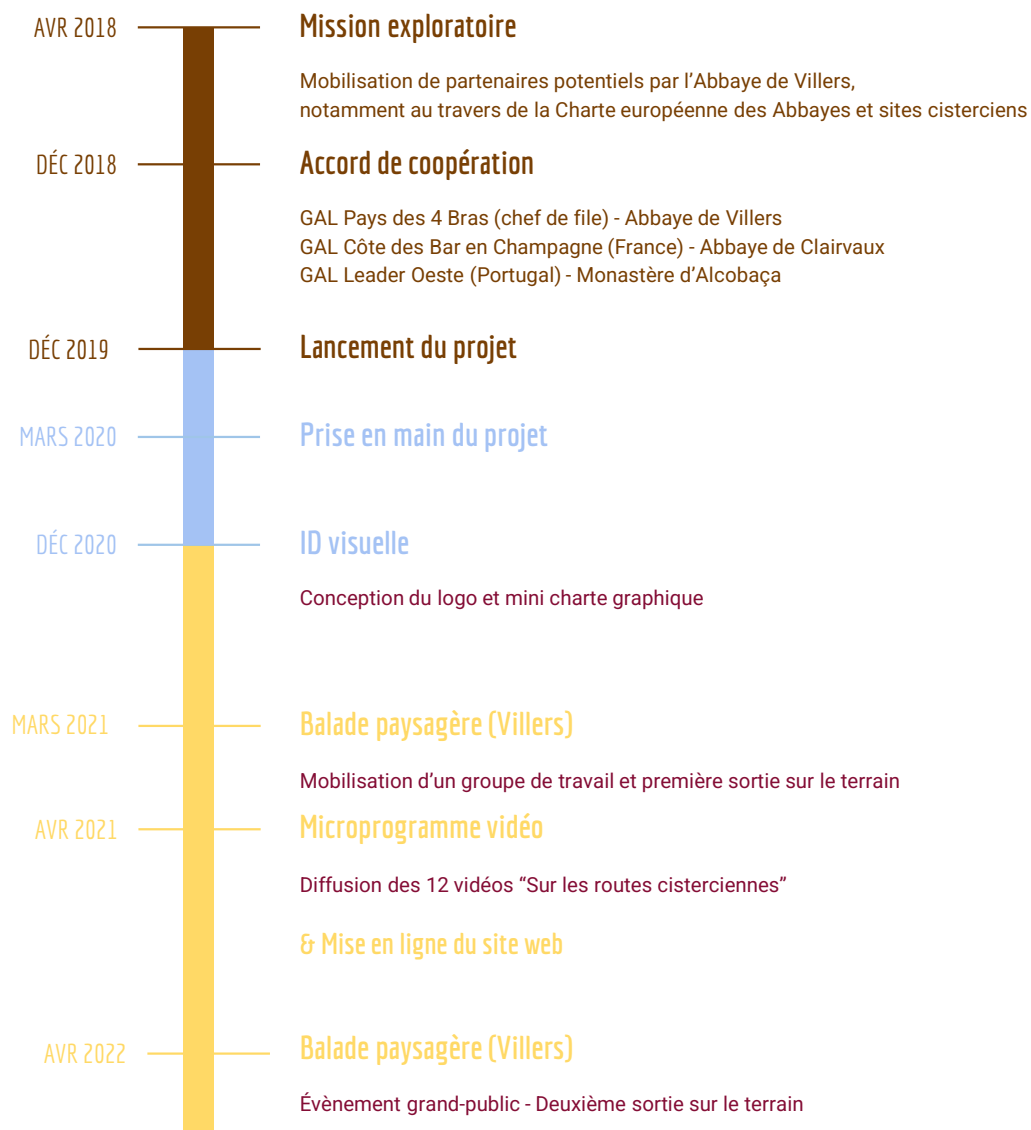 AVR 2018
Mission exploratoire
Mobilisation de partenaires potentiels par l’Abbaye de Villers,
notamment au travers de la Charte européenne des Abbayes et sites cisterciens
DÉC 2018
Accord de coopération
GAL Pays des 4 Bras (chef de file) - Abbaye de Villers
GAL Côte des Bar en Champagne (France) - Abbaye de Clairvaux
GAL Leader Oeste (Portugal) - Monastère d’Alcobaça
DÉC 2019
Lancement du projet
MARS 2020
Prise en main du projet
DÉC 2020
ID visuelle
Conception du logo et mini charte graphique
MARS 2021
Balade paysagère (Villers)
Mobilisation d’un groupe de travail et première sortie sur le terrain
AVR 2021
Microprogramme vidéo
Diffusion des 12 vidéos “Sur les routes cisterciennes”
& Mise en ligne du site web
AVR 2022
Balade paysagère (Villers)
Évènement grand-public - Deuxième sortie sur le terrain